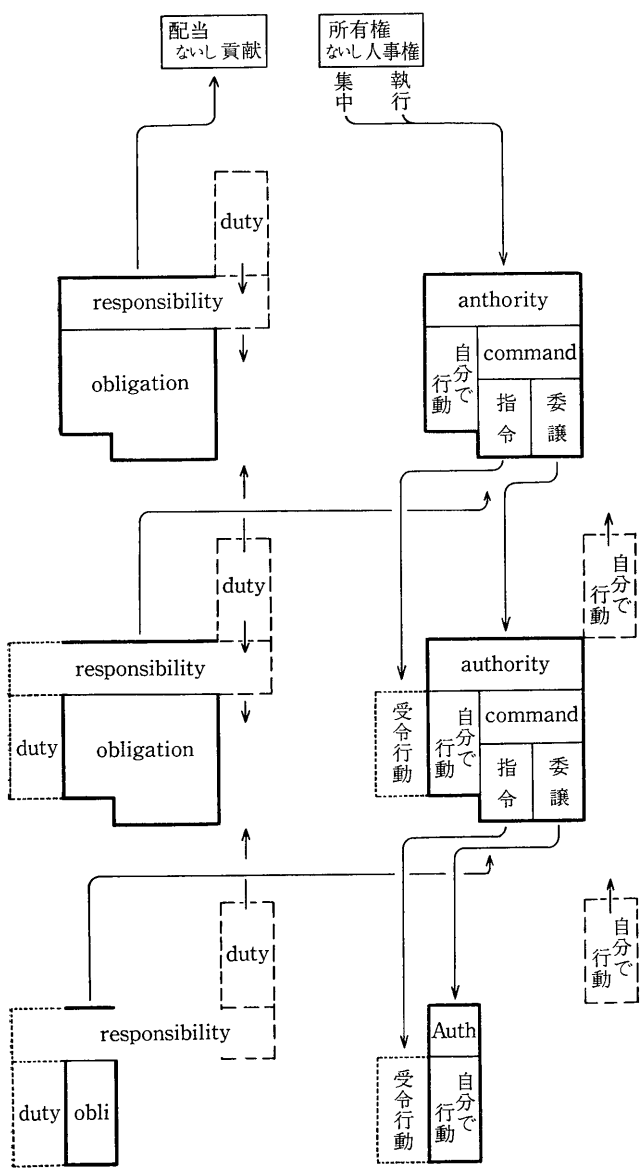 配当
ないし貢献
所有権
ないし人事権
集中
執行
duty
responsibility
obligation
anthority
自分で
行動
command
指令
委譲
duty
自分で
行動
responsibility
duty
obligation
受令行動
authority
自分で
行動
command
指令
委譲
duty
自分で
行動
responsibility
duty
obli
受令行動
Auth
自分で
行動